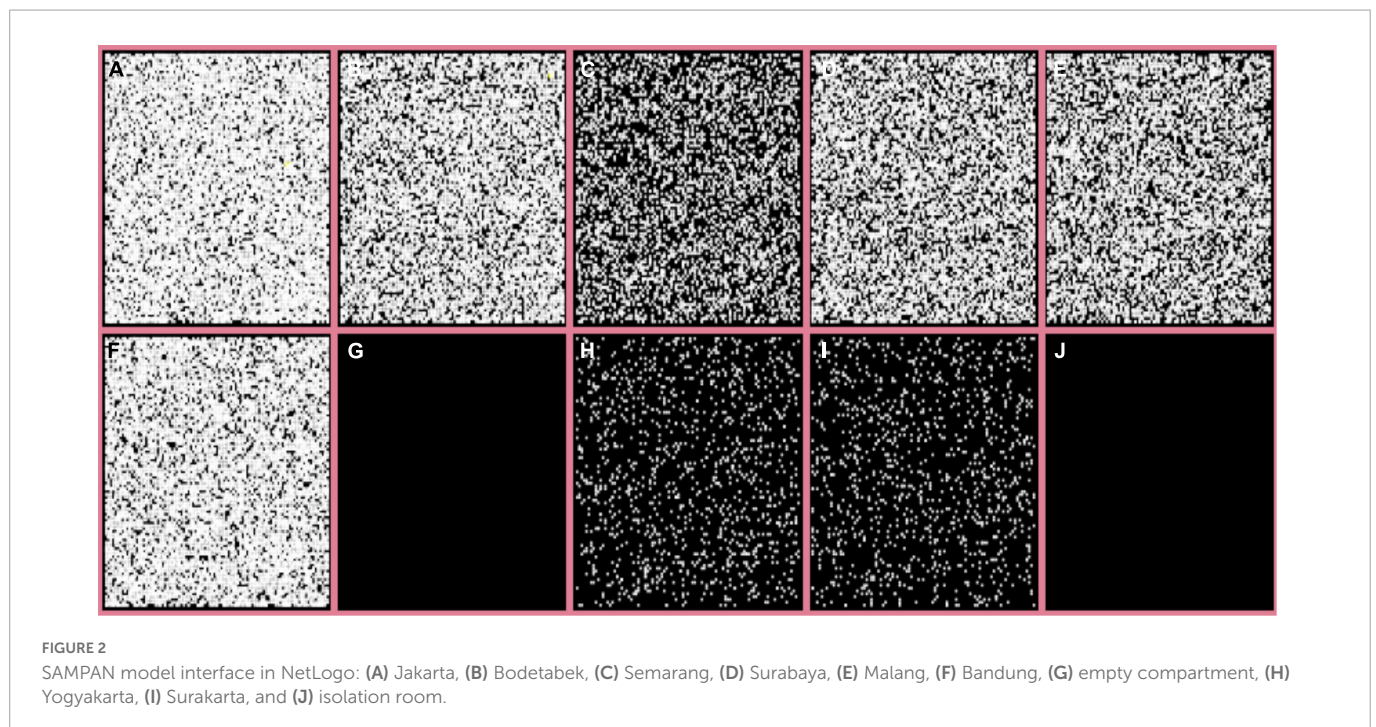 A
B
C
D
E
F
G
H
I
J
FIGURE 2
SAMPAN model interface in NetLogo: (A) Jakarta, (B) Bodetabek, (C) Semarang, (D) Surabaya, (E) Malang, (F) Bandung, (G) empty compartment, (H)
Yogyakarta, (I) Surakarta, and (J) isolation room.